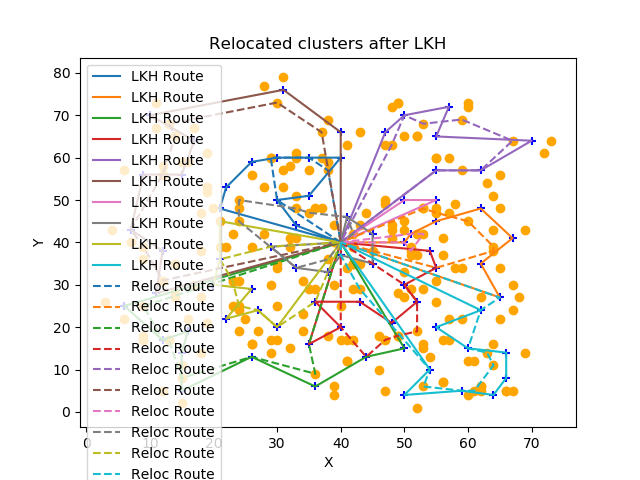 Relocated clusters after LKH
80
70
60
50
40
30
20
10
0
Y
LKH Route
LKH Route
LKH Route
LKH Route
LKH Route
LKH Route
LKH Route
LKH Route
LKH Route
LKH Route
Reloc Route
Reloc Route
Reloc Route
Reloc Route
Reloc Route
Reloc Route
Reloc Route
Reloc Route
Reloc Route
Reloc Route
0 10 20 30 40 50 60 70
X